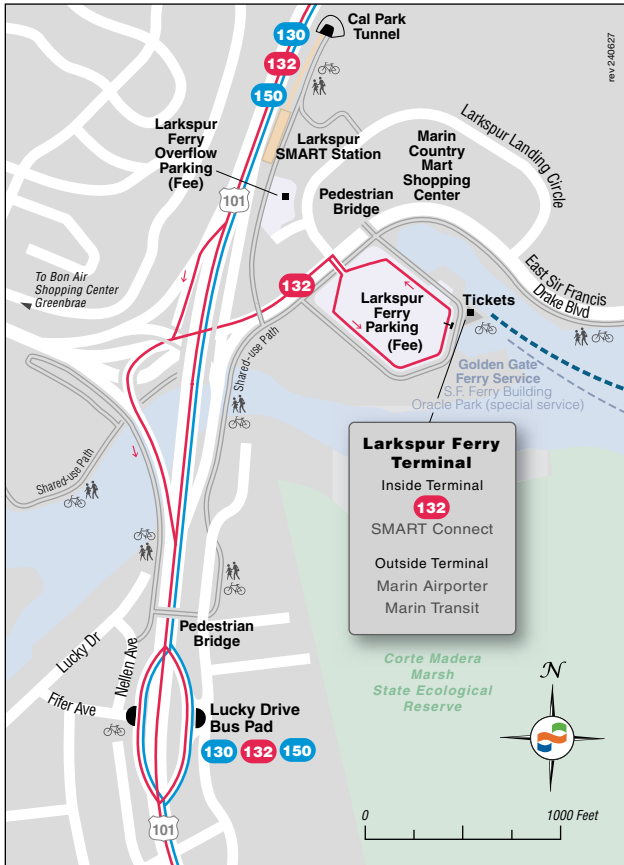 Cal Park
Tunnel
rev 240627
130
132
150
Larkspur
Ferry
Overflow
Parking
(Fee)
Larkspur
SMART Station
Marin
Country
Mart
Shopping
Center
Larkspur Landing Circle
101
Pedestrian
Bridge
To Bon Air
Shopping Center
Greenbrae
132
East Sir Francis
Drake Blvd
Larkspur
Ferry
Parking
(Fee)
Tickets
Shared-use Path
Golden Gate
Ferry Service
S.F. Ferry Building
Oracle Park (special service)
Larkspur Ferry
Terminal
Inside Terminal
132
SMART Connect
Outside Terminal
Marin Airporter
Marin Transit
Shared-use Path
Pedestrian
Bridge
Lucky Dr
Nellen Ave
Fifer Ave
Corte Madera
Marsh
State Ecological
Reserve
N
Lucky Drive
Bus Pad
130 132 150
101
0 1000 Feet